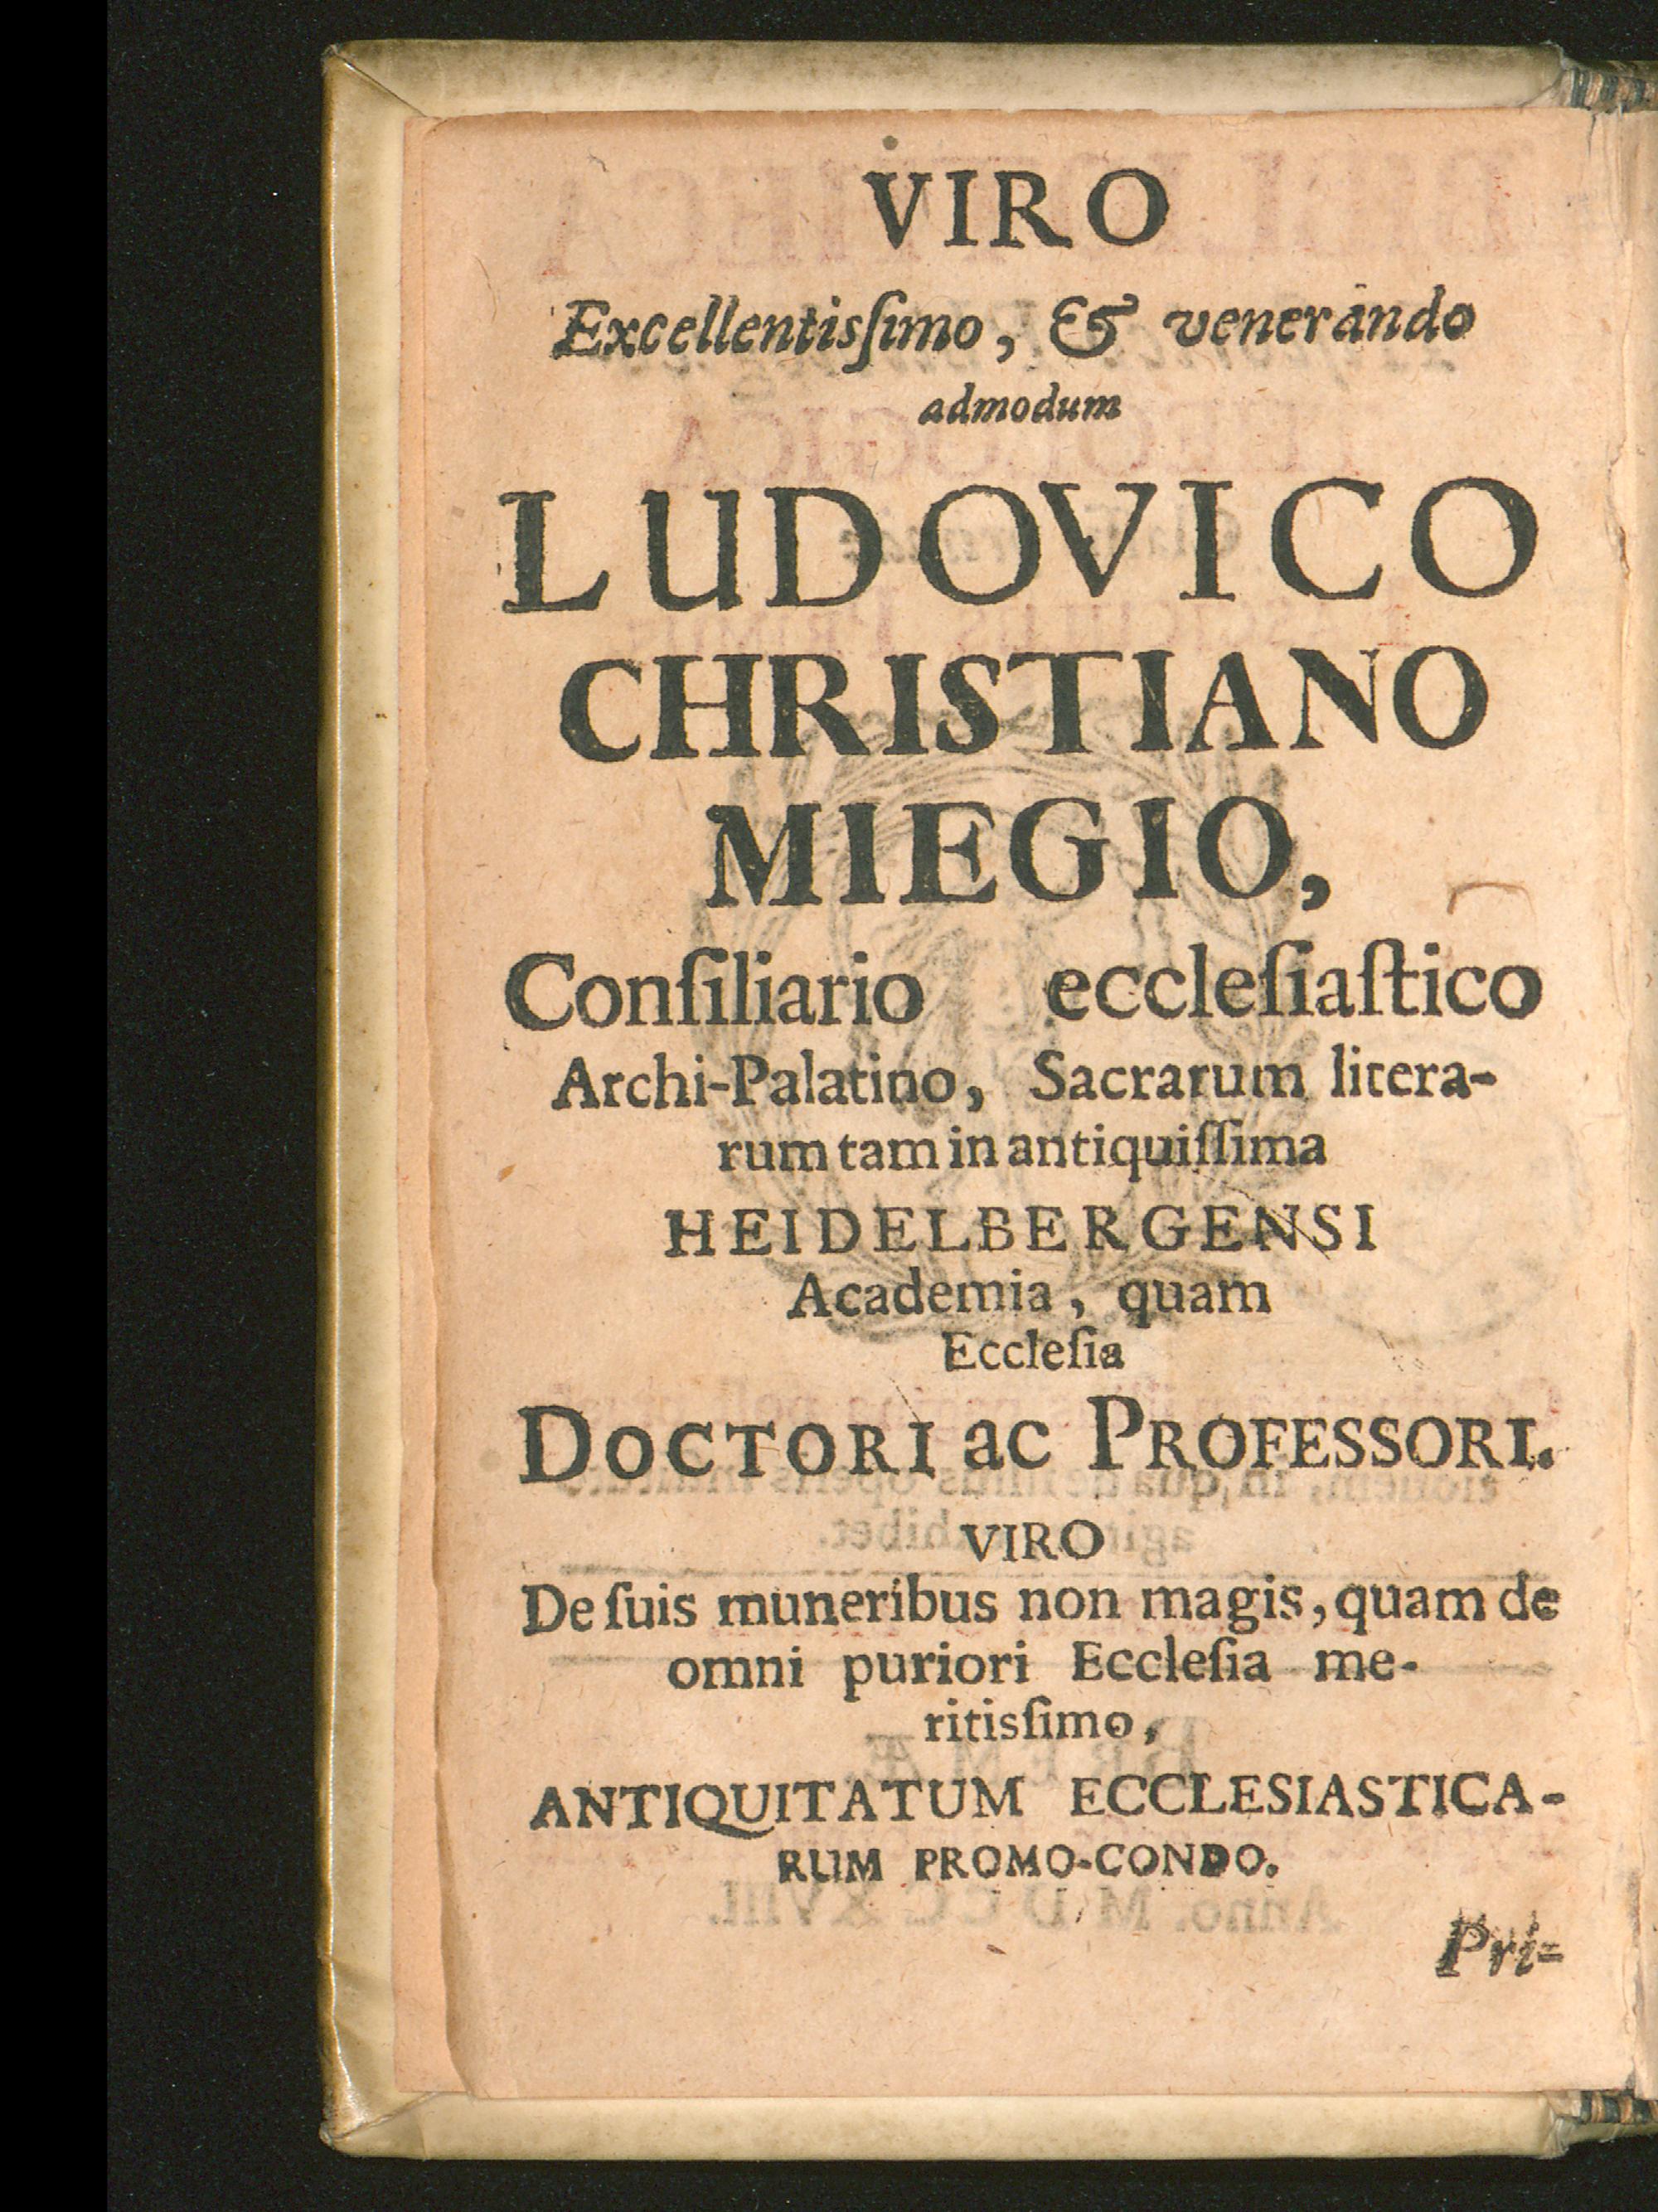 VIRO
Excellentisſimo, & venerando
admodum
LUDOVICO
CHRISTIANO
MIEGIO,
Conſiliario eccleſiaſtico
Archi-Palatino, Sacrarum litera-
rum tam in antiquiſſima
HEIDELBERGENSI
Academia, quam
Eccleſia
DOCTORI ac PROFESSORI.
VIRO
De ſuis muneribus non magis, quam de
omni puriori Eccleſia me-
ritisſimo,
ANTIQUITATUM ECCLESIASTICA-
RUM PROMO-CONDO.
Pri-